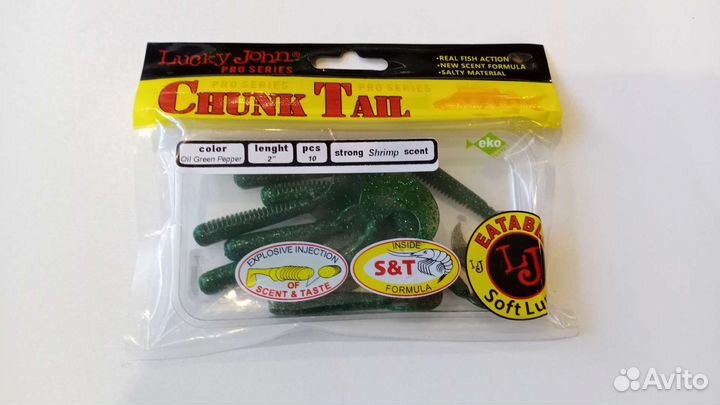 Lucky John®
PRO SERIES
•REAL FISH ACTION
•NEW SCENT FORMULA
•SALTY MATERIAL
PRO SERIES
PRO SERIES
CHUNK TAIL
color
Oil Green Pepper
lenght
2"
pcs
10
strong Shrimp scent
eko
EXPLOSIVE INJECTION
OF
SCENT & TASTE
INSIDE
S&T
FORMULA
EATABL
LJ
LJ
Soft Lu
Avito